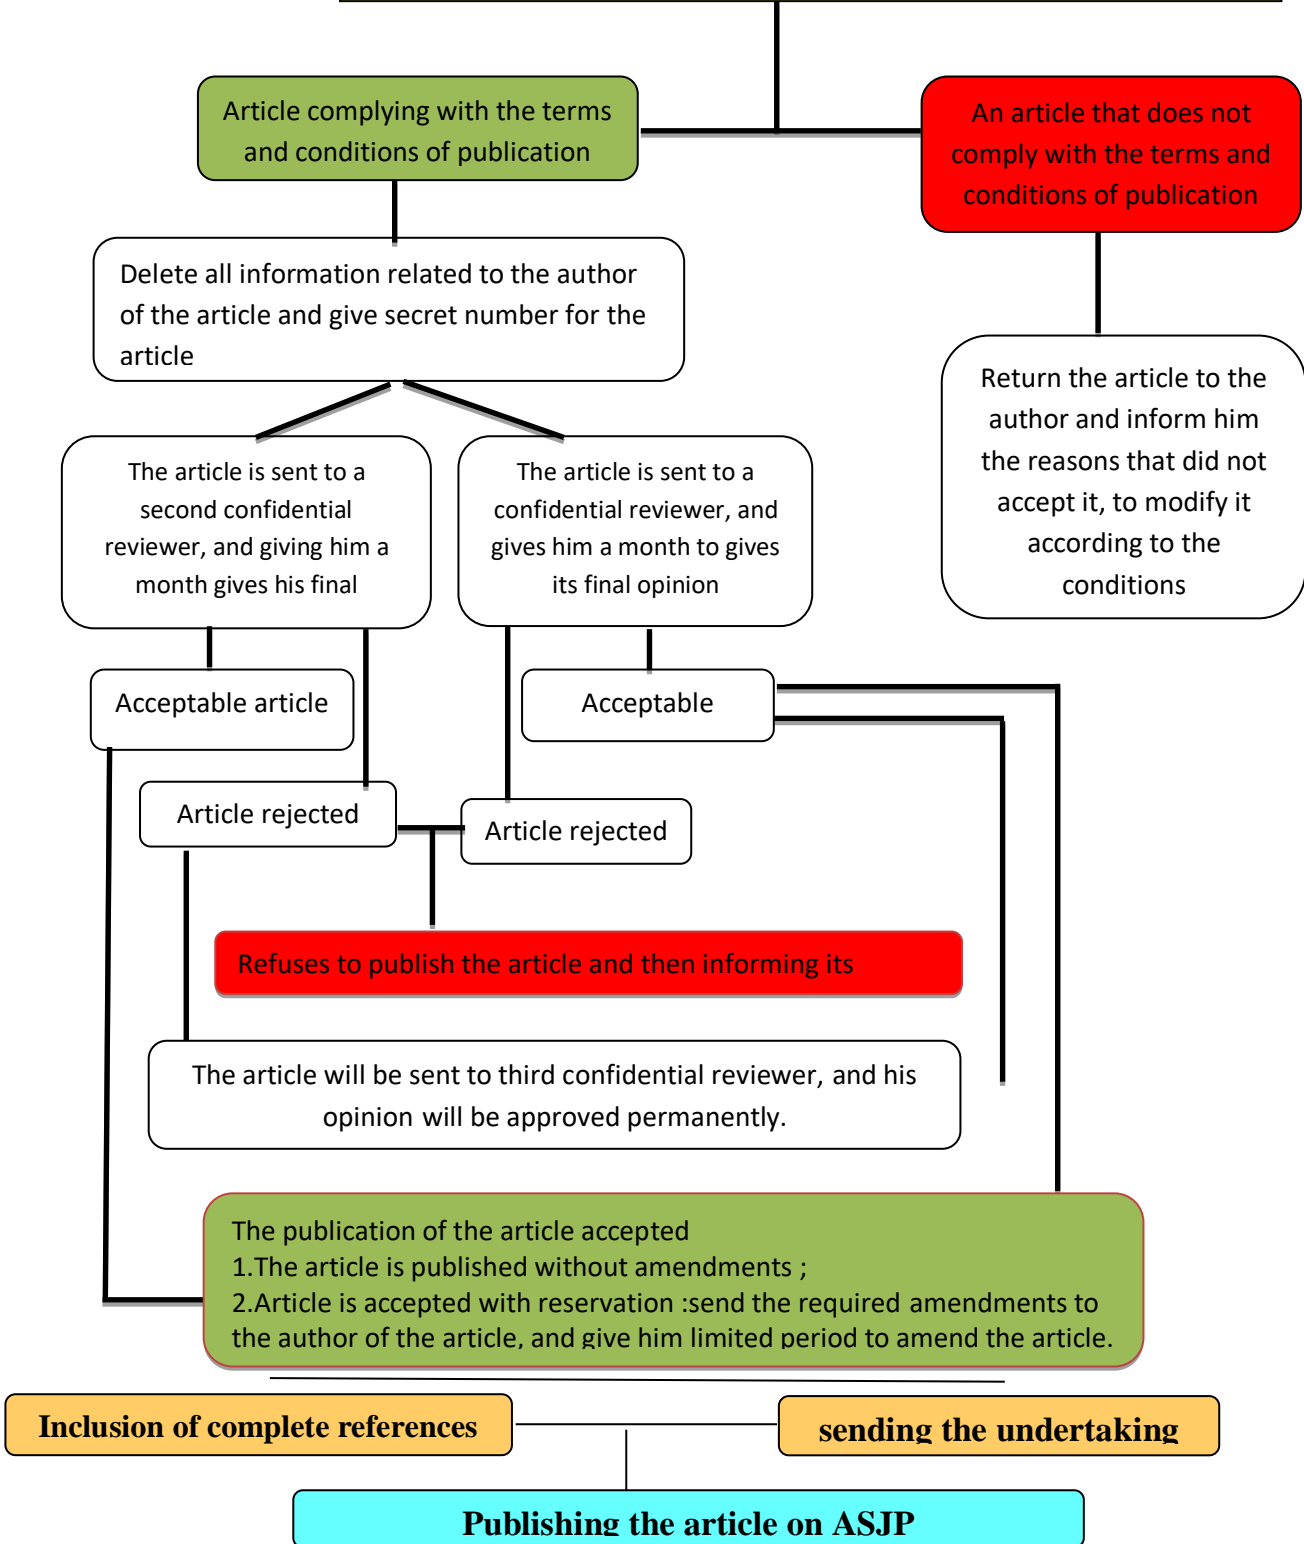 Article complying with the terms
and conditions of publication
An article that does not
comply with the terms and
conditions of publication
Delete all information related to the author
of the article and give secret number for the
article
Return the article to the
author and inform him
the reasons that did not
accept it, to modify it
according to the
conditions
The article is sent to a
second confidential
reviewer, and giving him a
month gives his final
The article is sent to a
confidential reviewer, and
gives him a month to gives
its final opinion
Acceptable article
Acceptable
Article rejected
Article rejected
Refuses to publish the article and then informing its
The article will be sent to third confidential reviewer, and his
opinion will be approved permanently.
The publication of the article accepted
1.The article is published without amendments ;
2.Article is accepted with reservation :send the required amendments to
the author of the article, and give him limited period to amend the article.
Inclusion of complete references
sending the undertaking
Publishing the article on ASJP